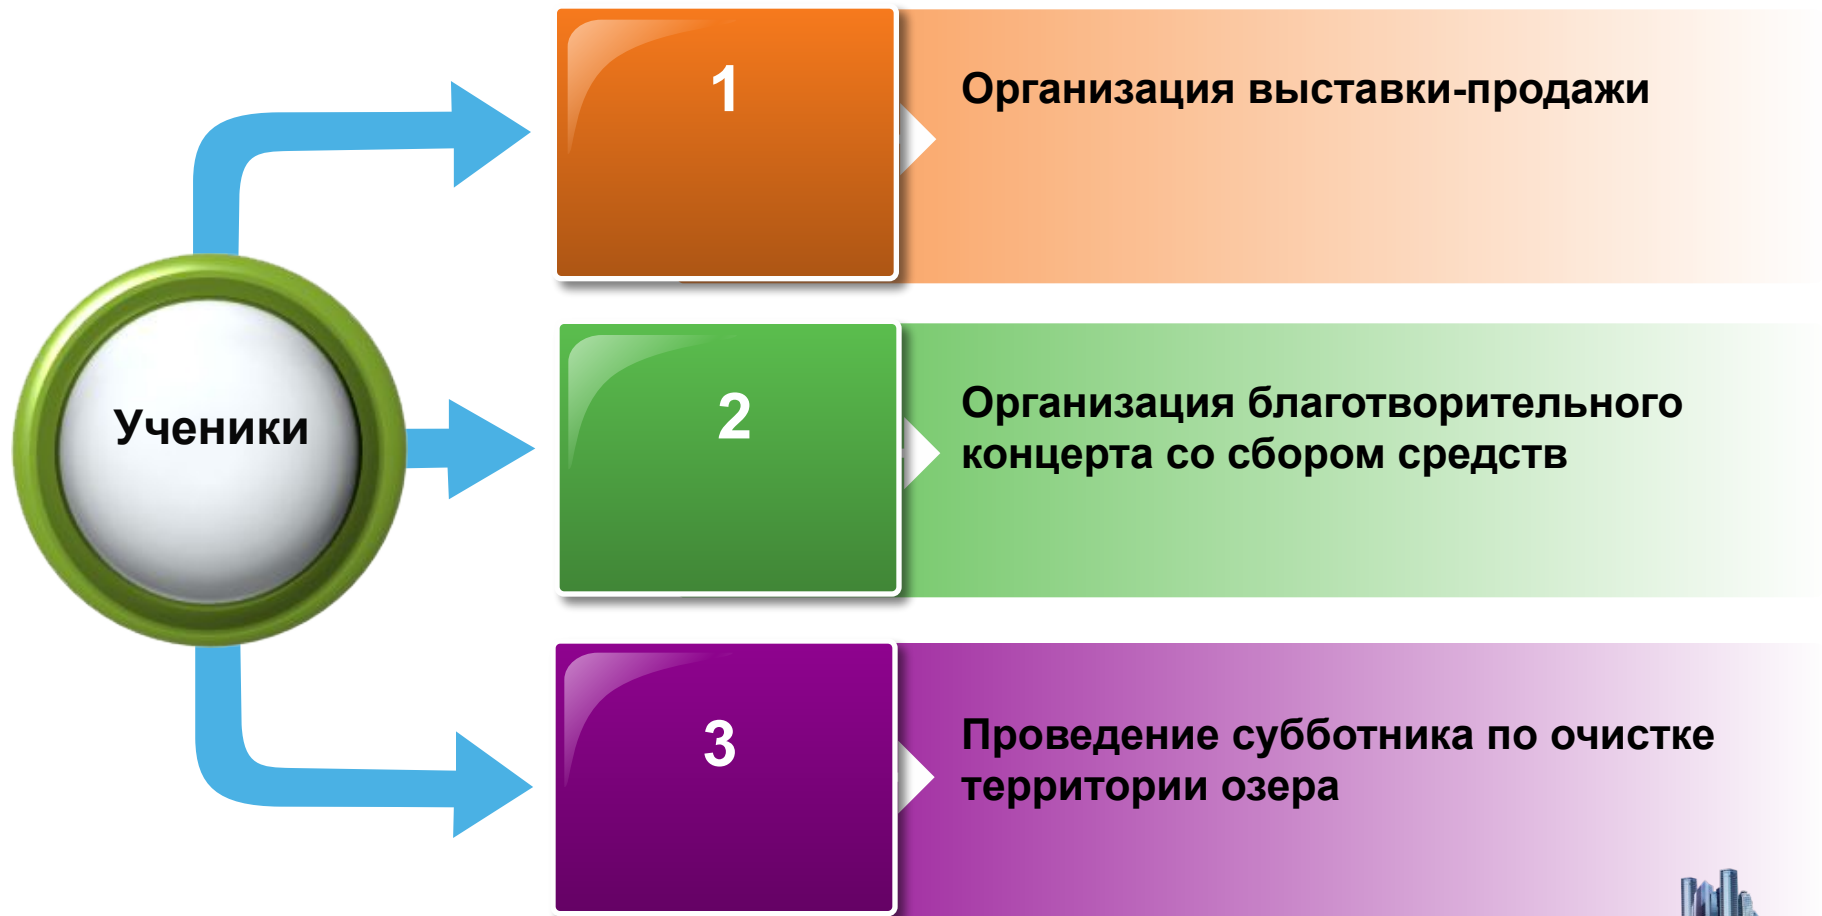 Ученики
1
Организация выставки-продажи
2
Организация благотворительного
концерта со сбором средств
3
Проведение субботника по очистке
территории озера